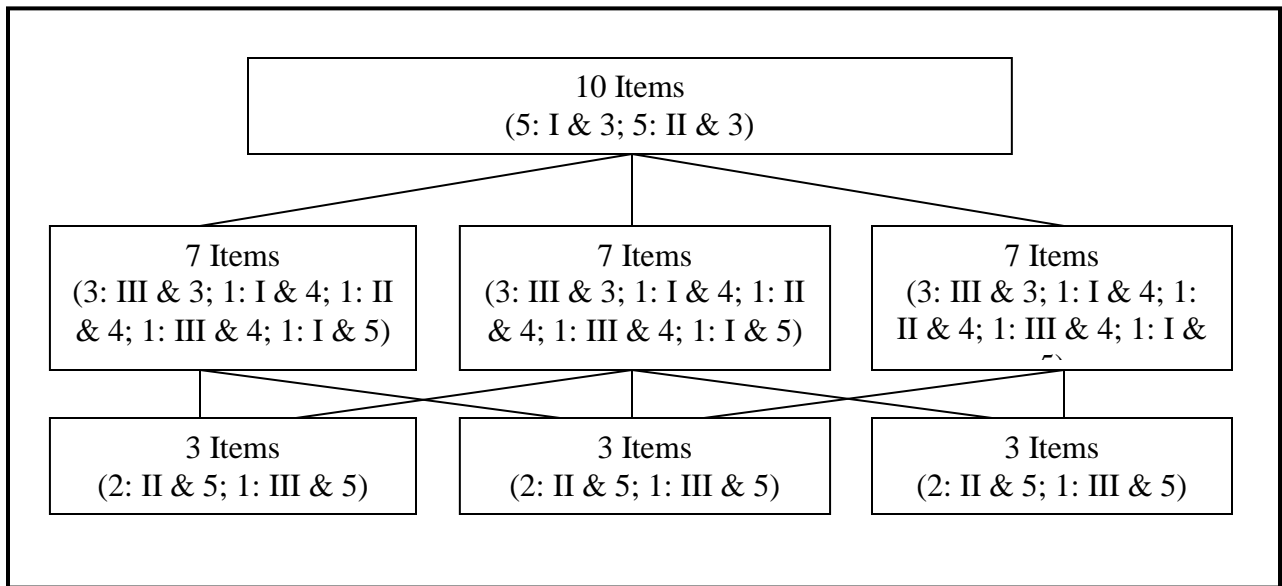 10 Items
(5: I & 3; 5: II & 3)
7 Items
(3: III & 3; 1: I & 4; 1: II
& 4; 1: III & 4; 1: I & 5)
7 Items
(3: III & 3; 1: I & 4; 1: II
& 4; 1: III & 4; 1: I & 5)
7 Items
(3: III & 3; 1: I & 4; 1:
II & 4; 1: III & 4; 1: I &
3 Items
(2: II & 5; 1: III & 5)
3 Items
(2: II & 5; 1: III & 5)
3 Items
(2: II & 5; 1: III & 5)